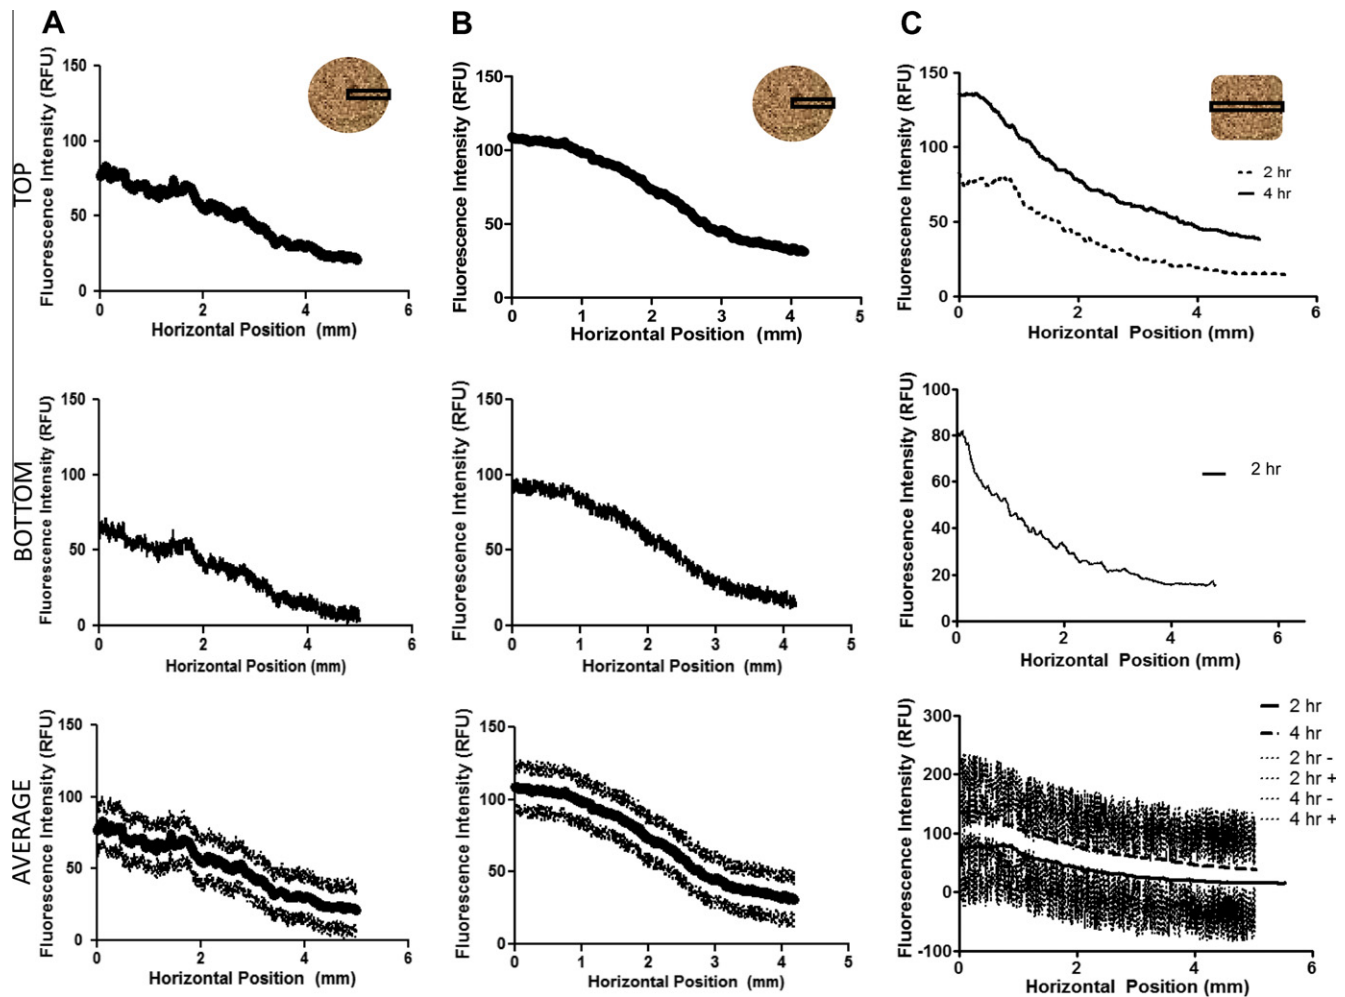 A
B
C
TOP
Fluorescence Intensity (RFU)
150
100
50
0
0 2 4 6
Horizontal Position (mm)
Fluorescence Intensity (RFU)
150
100
50
0
0 1 2 3 4 5
Horizontal Position (mm)
Fluorescence Intensity (RFU)
150
100
50
0
0 2 4 6
Horizontal Position (mm)
2 hr
4 hr
BOTTOM
Fluorescence Intensity (RFU)
150
100
50
0
0 2 4 6
Horizontal Position (mm)
Fluorescence Intensity (RFU)
150
100
50
0
0 1 2 3 4 5
Horizontal Position (mm)
Fluorescence Intensity (RFU)
100
80
60
40
20
0
0 2 4 6
Horizontal Position (mm)
2 hr
AVERAGE
Fluorescence Intensity (RFU)
150
100
50
0
0 2 4 6
Horizontal Position (mm)
Fluorescence Intensity (RFU)
150
100
50
0
0 1 2 3 4 5
Horizontal Position (mm)
Fluorescence Intensity (RFU)
300
200
100
0
-100
0 2 4 6
Horizontal Position (mm)
2 hr
4 hr
2 hr -
2 hr +
4 hr -
4 hr +